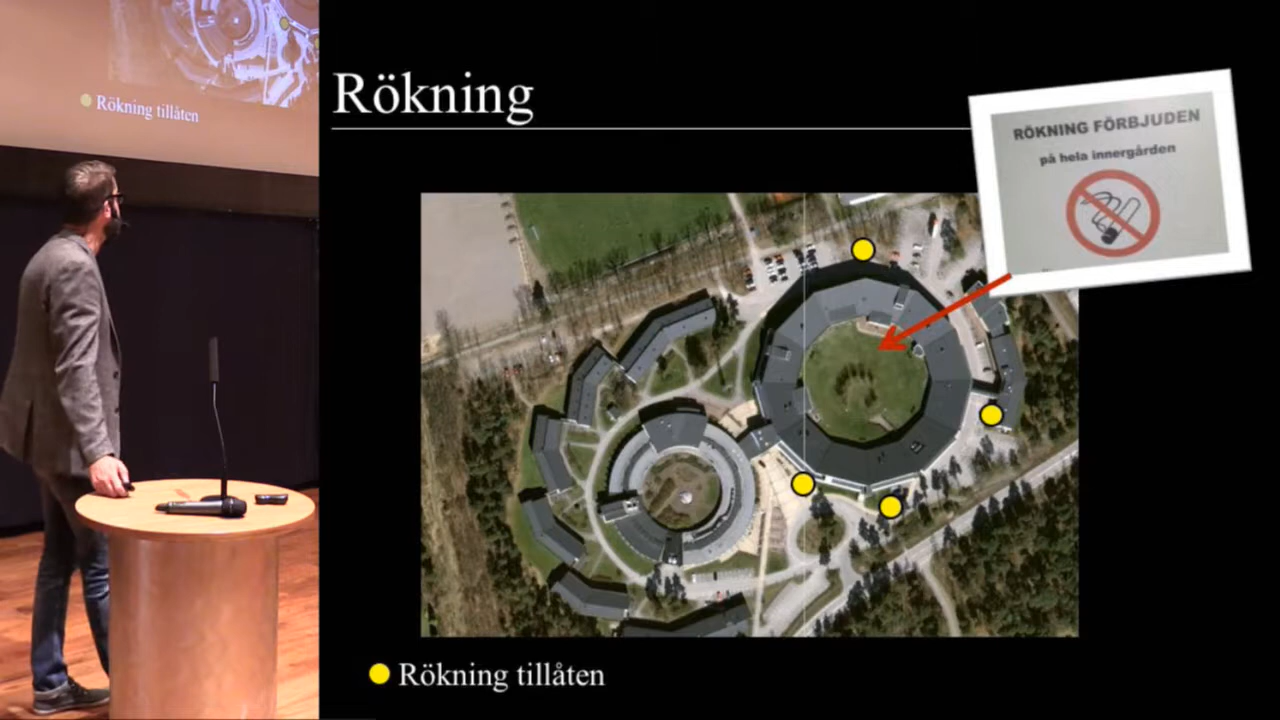 Rökning tillåten
Rökning
RÖKNING FÖRBJUDEN
på hela innergården
Rökning tillåten